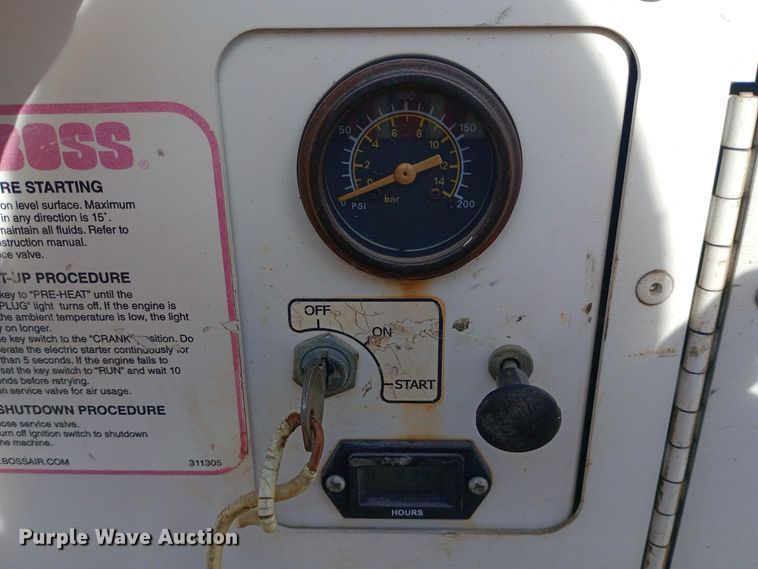 BOSS®
RE STARTING
on level surface. Maximum
in any direction is 15°.
maintain all fluids. Refer to
struction manual.
ce valve.
T-UP PROCEDURE
key to "PRE-HEAT" until the
PLUG" light turns off. If the engine is
the ambient temperature is low, the light
y on longer.
e key switch to the "CRANK" position. Do
erate the electric starter continuously for
than 5 seconds. If the engine fails to
set the key switch to "RUN" and wait 10
nds before retrying.
n service valve for air usage.
SHUTDOWN PROCEDURE
lose service valve.
urn off ignition switch to shutdown
he machine.
.BOSSAIR.COM 311305
0 50 100 150 200
0 2 4 6 8 10 12 14
PSI bar
OFF
ON
START
HOURS
Purple Wave Auction